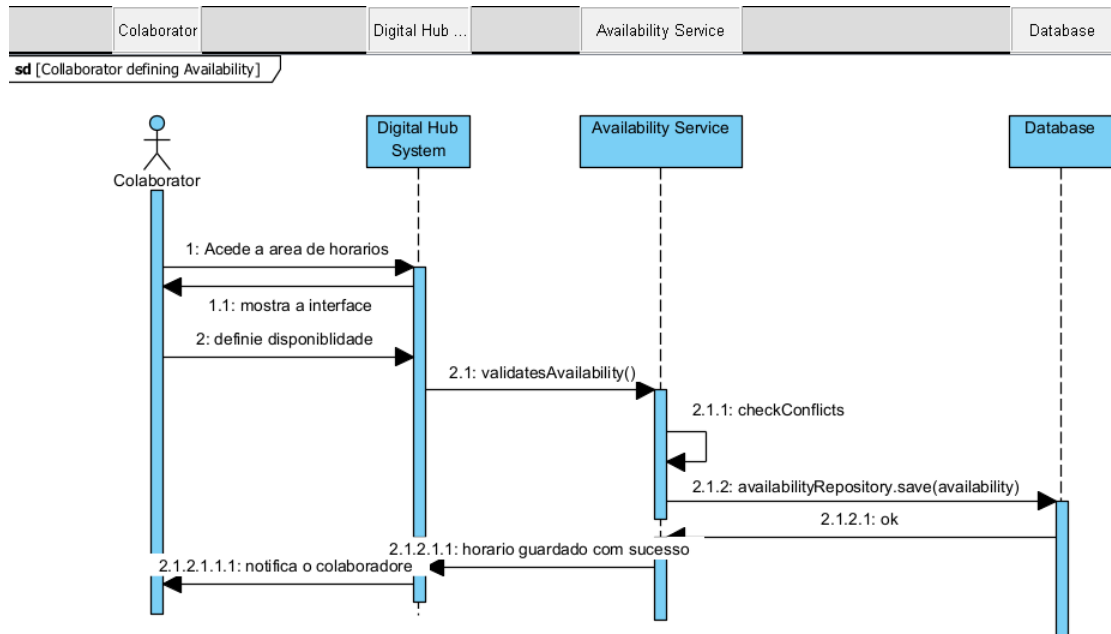 Colaborator
Digital Hub ...
Availability Service
Database
sd [Collaborator defining Availability]
Digital Hub
System
Availability Service
Database
Colaborator
1: Acede a area de horarios
1.1: mostra a interface
2: definie disponiblidade
2.1: validatesAvailability()
2.1.1: checkConflicts
2.1.2: availabilityRepository.save(availability)
2.1.2.1: ok
2.1.2.1.1: horario guardado com sucesso
2.1.2.1.1.1: notifica o colaboradore